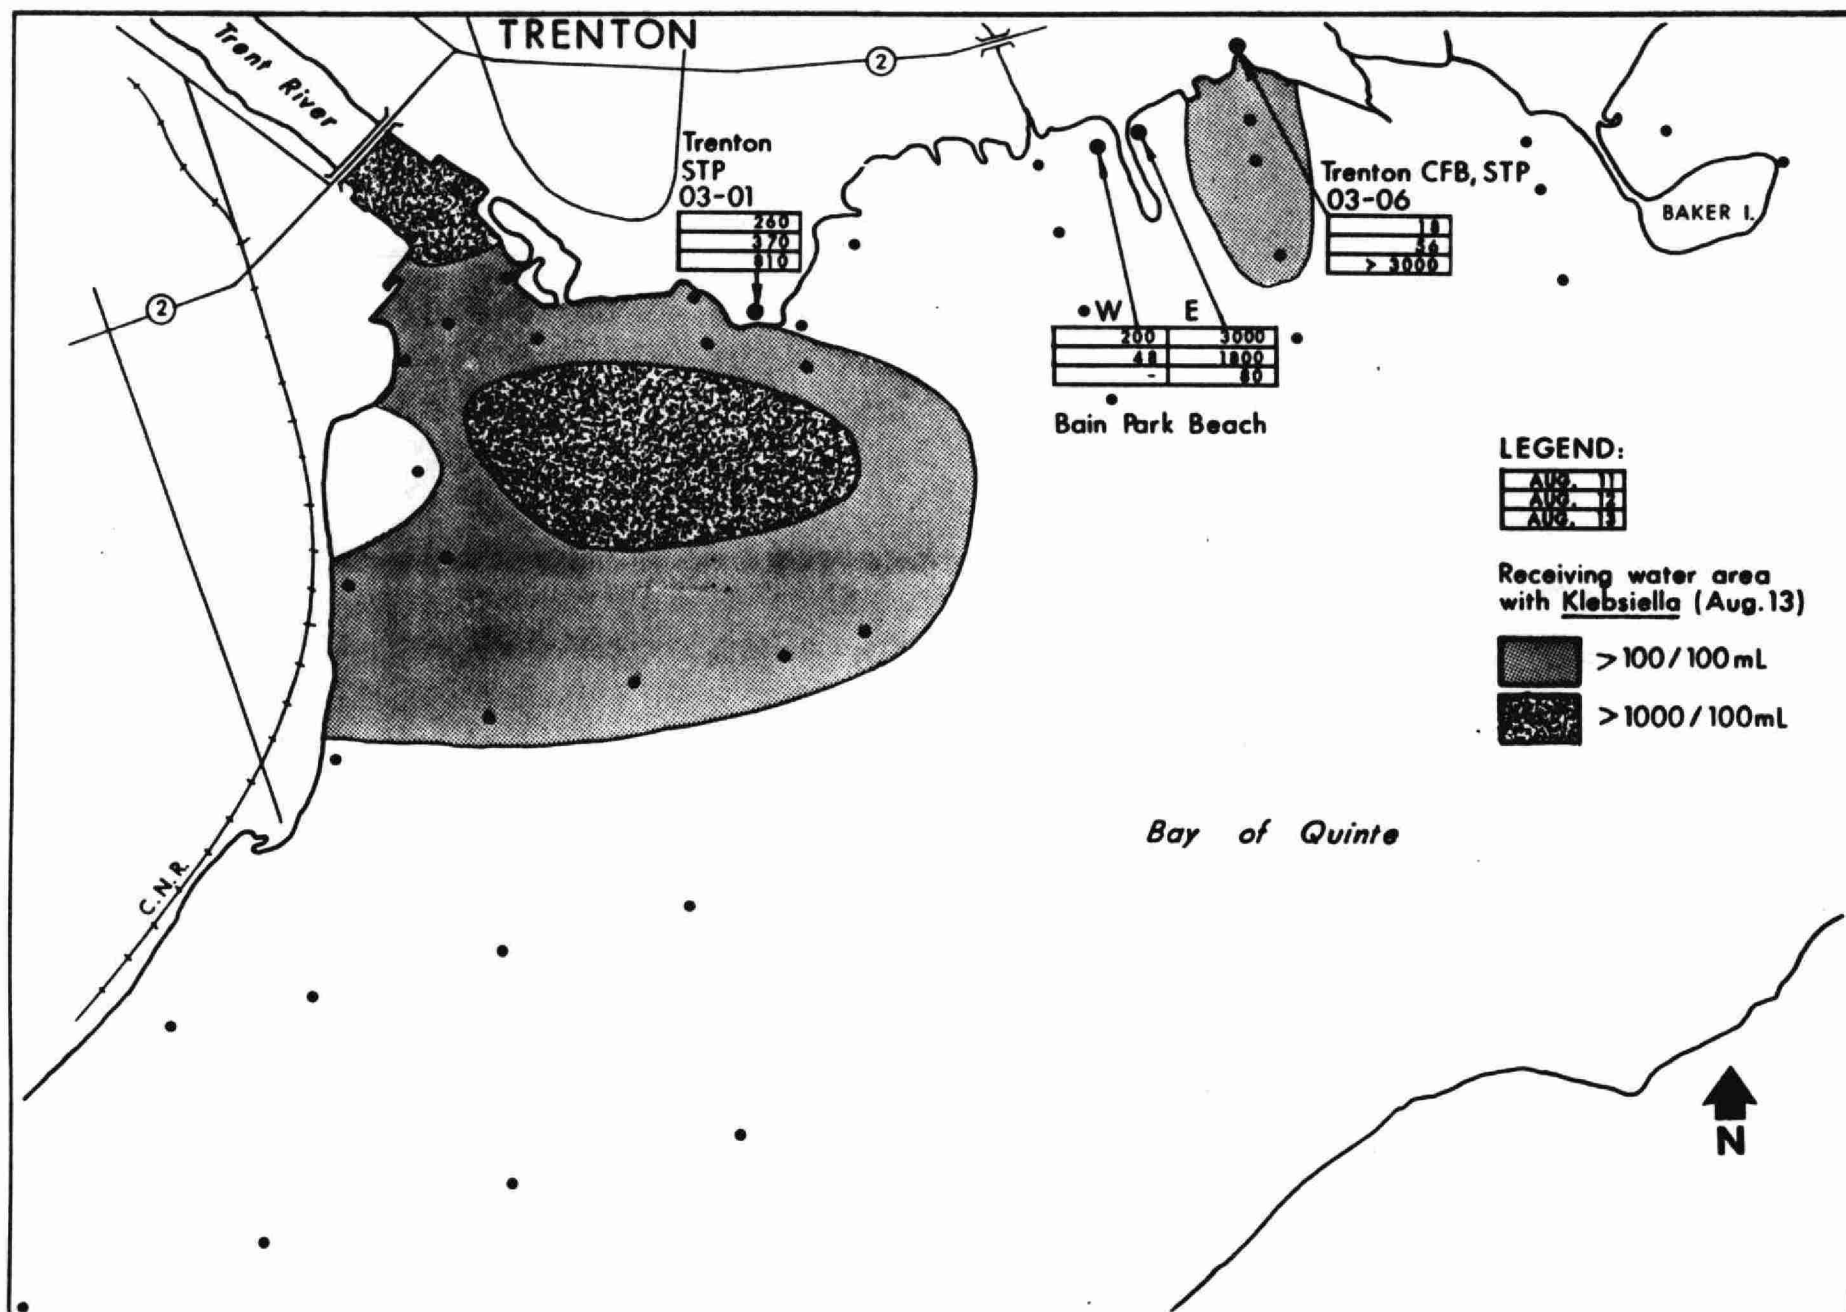 TRENTON
Trent River
2
2
Trenton
STP
03-01
260
370
810
Trenton CFB, STP
03-06
18
56
> 3000
BAKER I.
W E
200 3000
48 1800
- 80
Bain Park Beach
LEGEND:
AUG. 11
AUG. 12
AUG. 13
Receiving water area
with Klebsiella (Aug.13)
>100/100mL
>1000/100mL
Bay of Quinte
C.N.R.
N